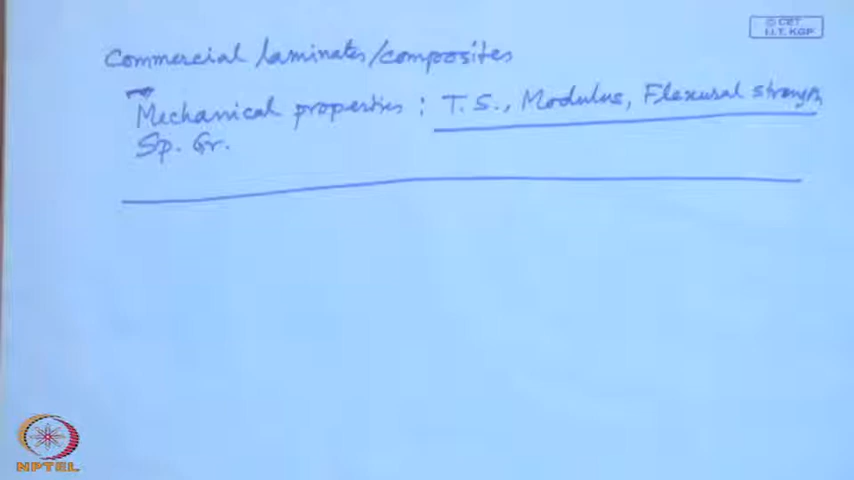 © CET
I.I.T. KGP
Commercial laminates/composites
Mechanical properties : T.S., Modulus, Flexural strength
Sp. Gr.
NPTEL